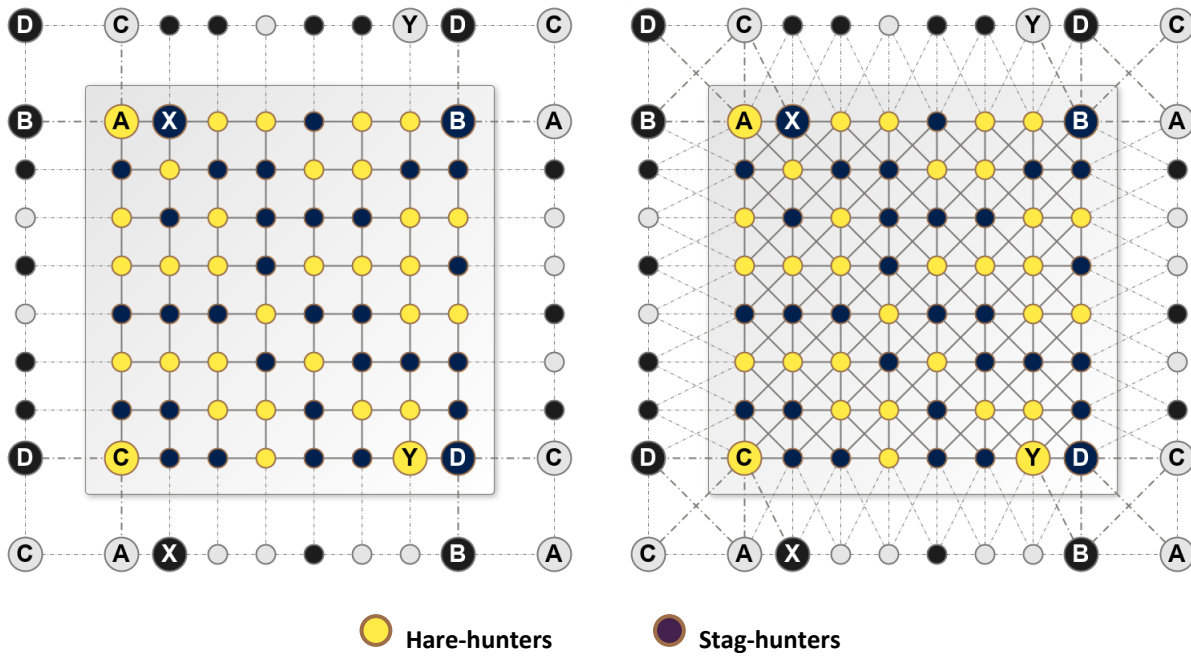 D C Y D C D C Y D C
B A X B A B A X B A
D C Y D C D C Y D C
C A X B A C A X B A
Hare-hunters Stag-hunters